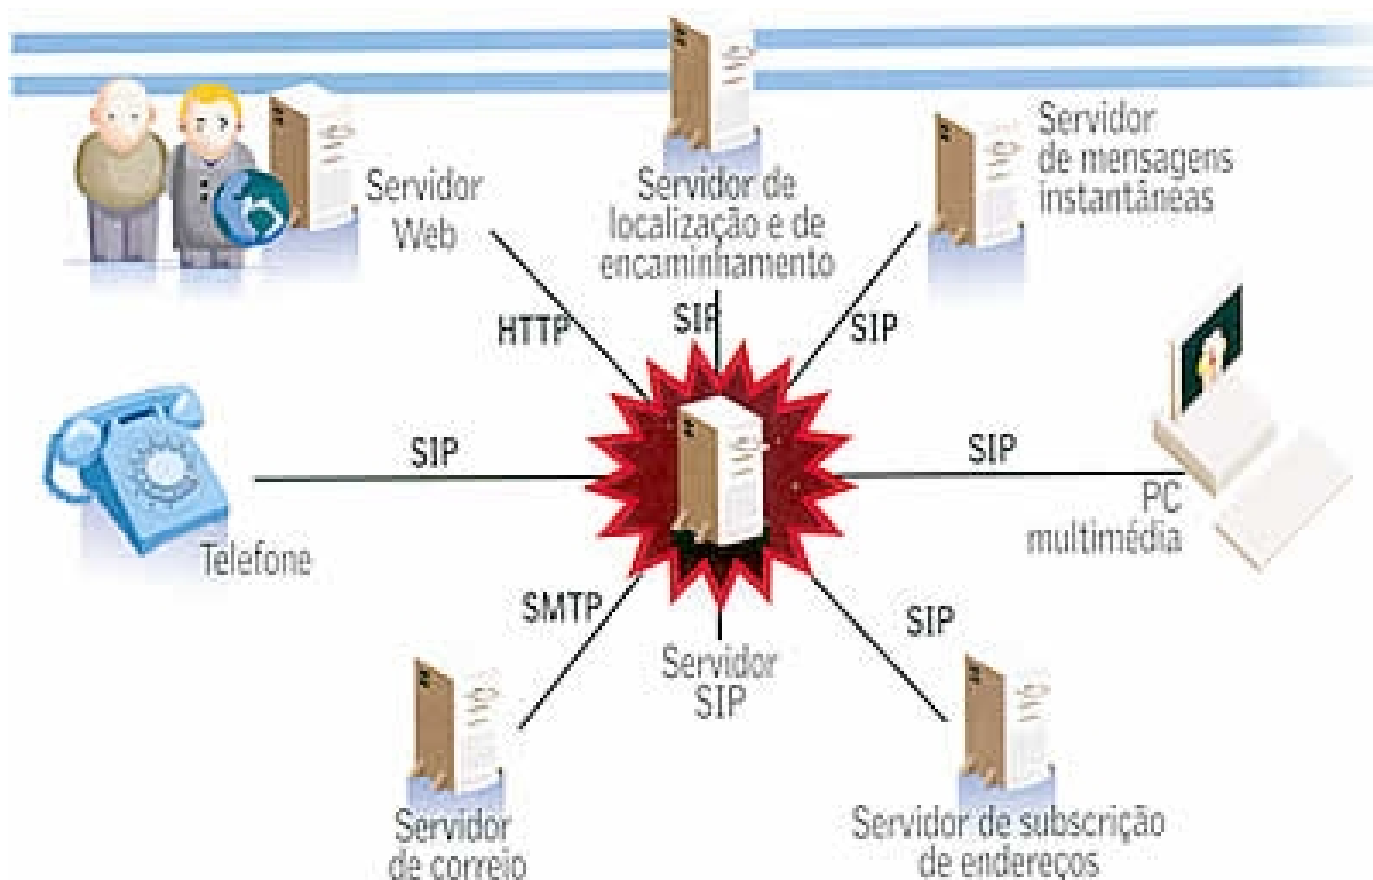 Servidor
Web
Servidor de
localização e de
encaminhamento
Servidor
de mensagens
instantâneas
HTTP
SIP
SIP
SIP
SIP
Telefone
PC
multimédia
SMTP
SIP
Servidor
SIP
Servidor
de correio
Servidor de subscrição
de endereços